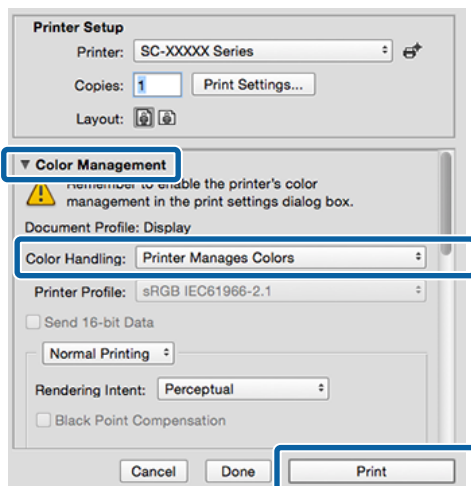 Printer Setup
Printer: SC-XXXXX Series
Copies: 1 Print Settings...
Layout:
Color Management
Remember to enable the printer's color
management in the print settings dialog box.
Document Profile: Display
Color Handling: Printer Manages Colors
Printer Profile: sRGB IEC61966-2.1
Send 16-bit Data
Normal Printing
Rendering Intent: Perceptual
Black Point Compensation
Cancel Done Print